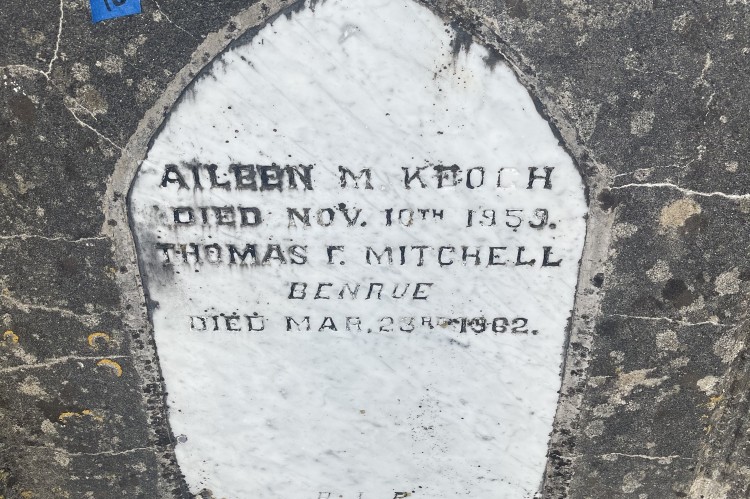 AILEEN M. KEOGH
DIED NOV. 10TH 1959.
THOMAS F. MITCHELL
BENRUE
DIED MAR. 23RD 1962.
R.I.P.